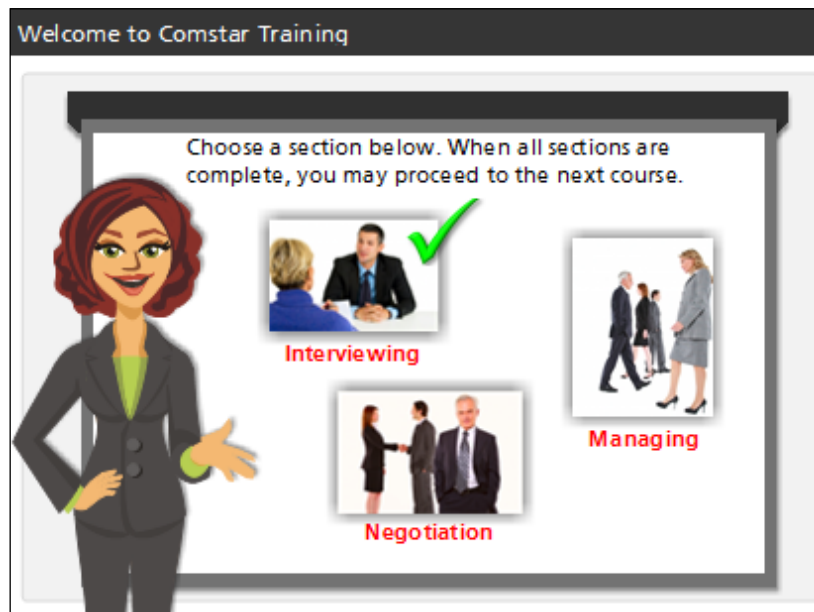 Welcome to Comstar Training
Choose a section below. When all sections are
complete, you may proceed to the next course.
Interviewing
Managing
Negotiation